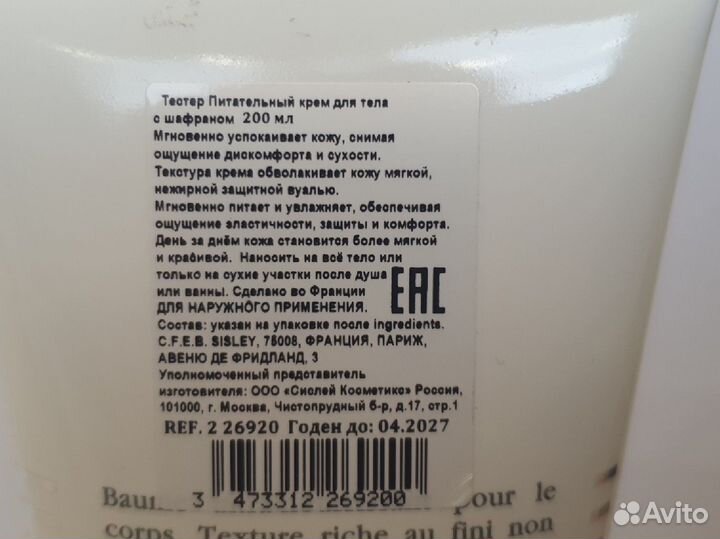 Тестер Питательный крем для тела
с шафраном 200 мл
Мгновенно успокаивает кожу, снимая
ощущение дискомфорта и сухости.
Текстура крема обволакивает кожу мягкой,
нежирной защитной вуалью.
Мгновенно питает и увлажняет, обеспечивая
ощущение эластичности, защиты и комфорта.
День за днём кожа становится более мягкой
и красивой. Наносить на всё тело или
только на сухие участки после душа
или ванны. Сделано во Франции
ДЛЯ НАРУЖНОГО ПРИМЕНЕНИЯ.
EAC
Состав: указан на упаковке после ingredients.
C.F.E.B. SISLEY, 75008, ФРАНЦИЯ, ПАРИЖ,
АВЕНЮ ДЕ ФРИДЛАНД, 3
Уполномоченный представитель
изготовителя: ООО «Сислей Косметикс» Россия,
101000, г. Москва, Чистопрудный б-р, д.17, стр.1
REF. 2 26920 Годен до: 04.2027
3 473312 269200
pour le
corps. Texture riche au fini non
Avito